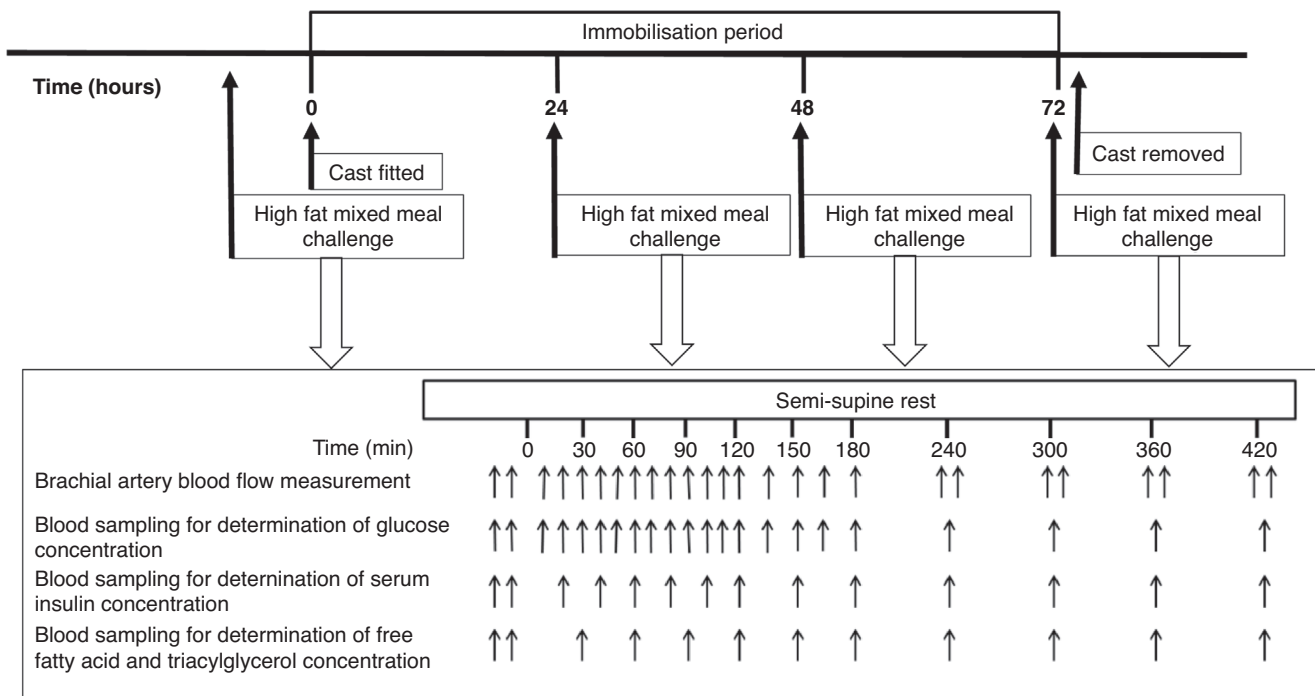 Immobilisation period
Time (hours)
0
24
48
72
Cast fitted
Cast removed
High fat mixed meal
challenge
High fat mixed meal
challenge
High fat mixed meal
challenge
High fat mixed meal
challenge
Semi-supine rest
Time (min) 0 30 60 90 120 150 180 240 300 360 420
Brachial artery blood flow measurement
Blood sampling for determination of glucose
concentration
Blood sampling for deternination of serum
insulin concentration
Blood sampling for determination of free
fatty acid and triacylglycerol concentration